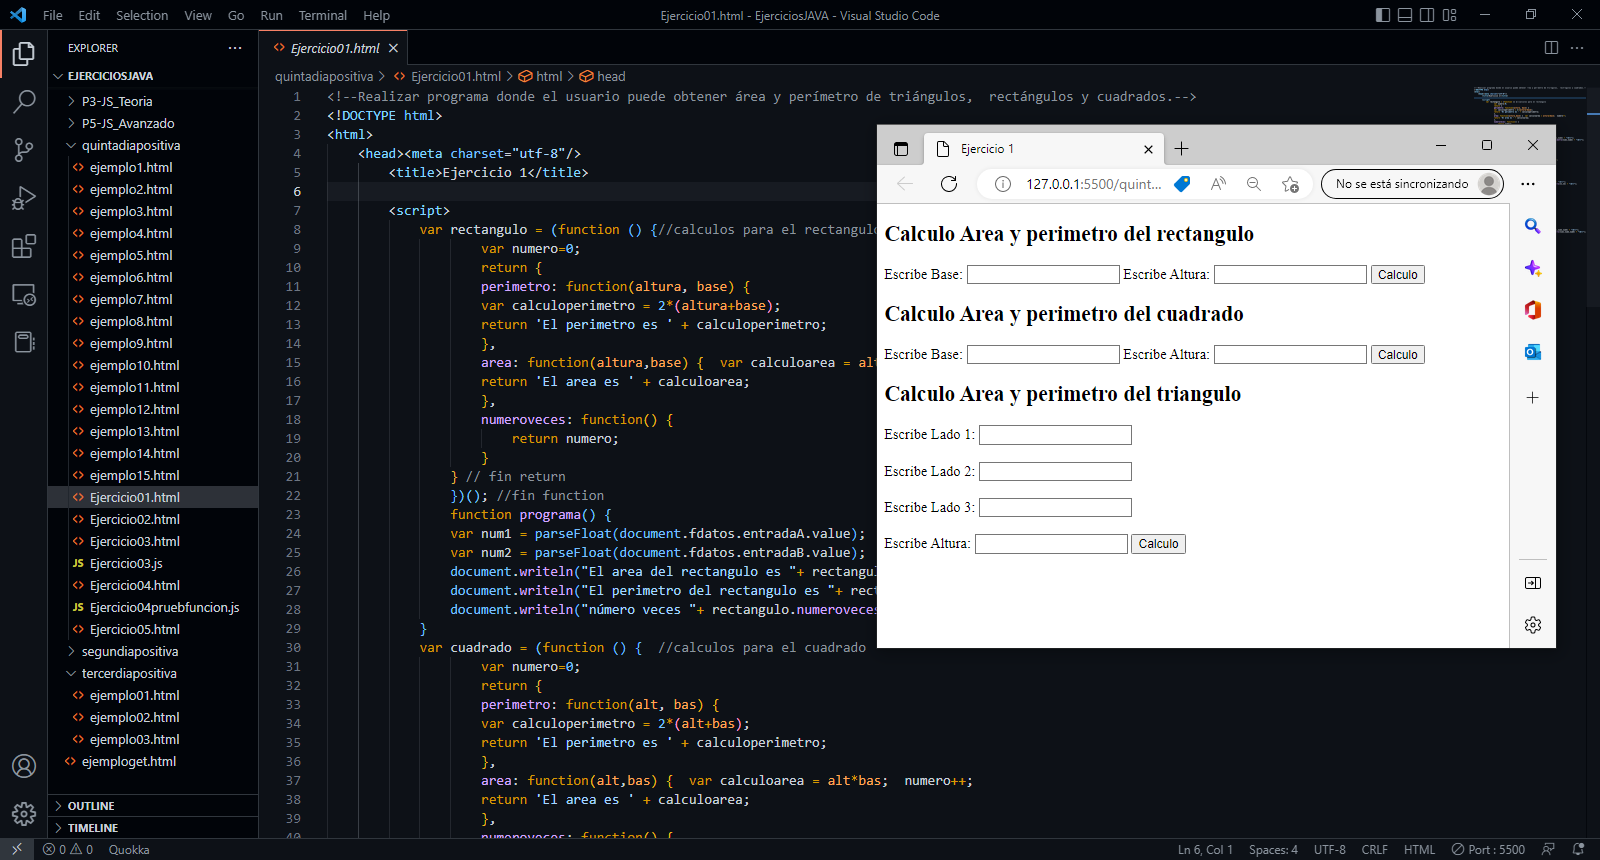 File Edit Selection View Go Run Terminal Help
Ejercicio01.html - EjerciciosJAVA - Visual Studio Code
EXPLORER
EJERCICIOSJAVA
P3-JS_Teoria
P5-JS_Avanzado
quintadiapositiva
ejemplo1.html
ejemplo2.html
ejemplo3.html
ejemplo4.html
ejemplo5.html
ejemplo6.html
ejemplo7.html
ejemplo8.html
ejemplo9.html
ejemplo10.html
ejemplo11.html
ejemplo12.html
ejemplo13.html
ejemplo14.html
ejemplo15.html
Ejercicio01.html
Ejercicio02.html
Ejercicio03.html
JS Ejercicio03.js
Ejercicio04.html
JS Ejercicio04pruebfuncion.js
Ejercicio05.html
segundiapositiva
tercerdiapositiva
ejemplo01.html
ejemplo02.html
ejemplo03.html
ejemploget.html
OUTLINE
TIMELINE
Ejercicio01.html
quintadiapositiva > Ejercicio01.html > html > head
1 <!--Realizar programa donde el usuario puede obtener área y perímetro de triángulos,  rectángulos y cuadrados.-->
2 <!DOCTYPE html>
3 <html>
4 <head><meta charset="utf-8"/>
5 <title>Ejercicio 1</title>
6
7 <script>
8 var rectangulo = (function () {//calculos para el rectangulo
9 var numero=0;
10 return {
11 perimetro: function(altura, base) {
12 var calculoperimetro = 2*(altura+base);
13 return 'El perimetro es ' + calculoperimetro;
14 },
15 area: function(altura,base) {  var calculoarea = alt
16 return 'El area es ' + calculoarea;
17 },
18 numeroveces: function() {
19 return numero;
20 }
21 } // fin return
22 })(); //fin function
23 function programa() {
24 var num1 = parseFloat(document.fdatos.entradaA.value);
25 var num2 = parseFloat(document.fdatos.entradaB.value);
26 document.writeln("El area del rectangulo es "+ rectangul
27 document.writeln("El perimetro del rectangulo es "+ rect
28 document.writeln("número veces "+ rectangulo.numeroveces
29 }
30 var cuadrado = (function () {  //calculos para el cuadrado
31 var numero=0;
32 return {
33 perimetro: function(alt, bas) {
34 var calculoperimetro = 2*(alt+bas);
35 return 'El perimetro es ' + calculoperimetro;
36 },
37 area: function(alt,bas) {  var calculoarea = alt*bas;  numero++;
38 return 'El area es ' + calculoarea;
39 },
40 numeroveces: function() {
Ejercicio 1
127.0.0.1:5500/quint...
No se está sincronizando
Calculo Area y perimetro del rectangulo
Escribe Base: Escribe Altura: Calculo
Calculo Area y perimetro del cuadrado
Escribe Base: Escribe Altura: Calculo
Calculo Area y perimetro del triangulo
Escribe Lado 1:
Escribe Lado 2:
Escribe Lado 3:
Escribe Altura: Calculo
0 0 Quokka
Ln 6, Col 1 Spaces: 4 UTF-8 CRLF HTML Port : 5500